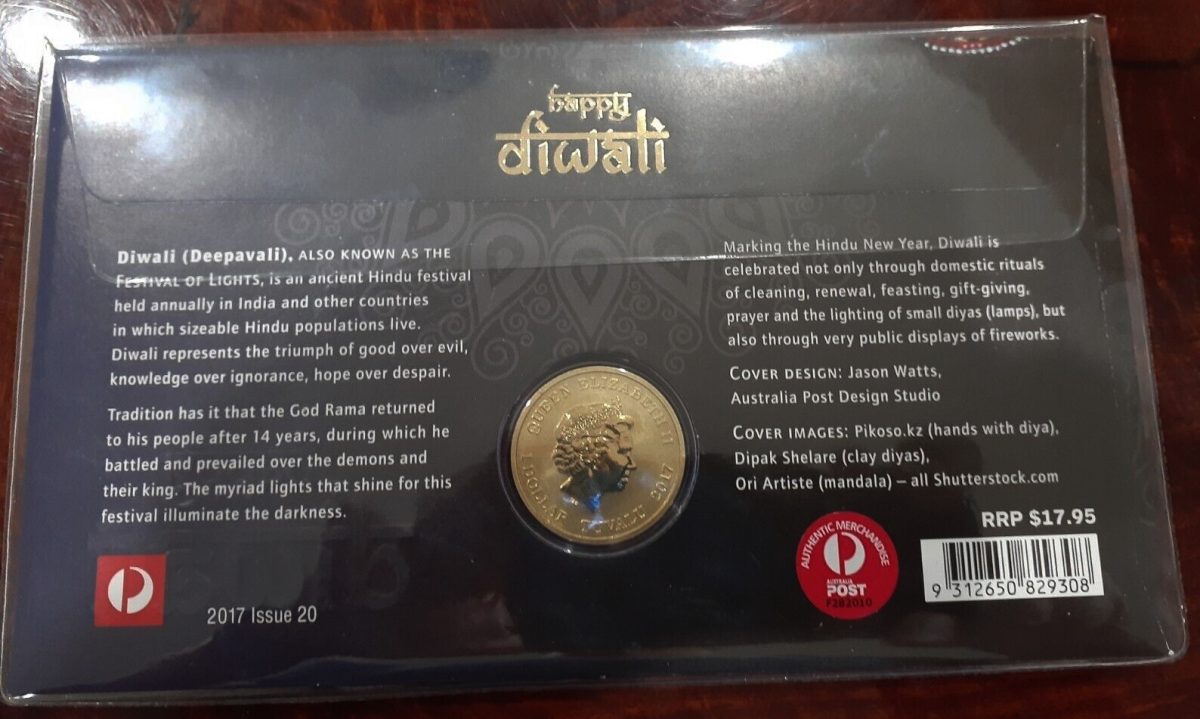 happy
diwali
Diwali (Deepavali), ALSO KNOWN AS THE
FESTIVAL OF LIGHTS, is an ancient Hindu festival
held annually in India and other countries
in which sizeable Hindu populations live.
Diwali represents the triumph of good over evil,
knowledge over ignorance, hope over despair.
Tradition has it that the God Rama returned
to his people after 14 years, during which he
battled and prevailed over the demons and
their king. The myriad lights that shine for this
festival illuminate the darkness.
2017 Issue 20
QUEEN ELIZABETH II
1 DOLLAR TUVALU 2017
Marking the Hindu New Year, Diwali is
celebrated not only through domestic rituals
of cleaning, renewal, feasting, gift-giving,
prayer and the lighting of small diyas (lamps), but
also through very public displays of fireworks.
COVER DESIGN: Jason Watts,
Australia Post Design Studio
COVER IMAGES: Pikoso.kz (hands with diya),
Dipak Shelare (clay diyas),
Ori Artiste (mandala) – all Shutterstock.com
RRP $17.95
AUTHENTIC MERCHANDISE
AUSTRALIA
POST
F282010
9 312650 829308